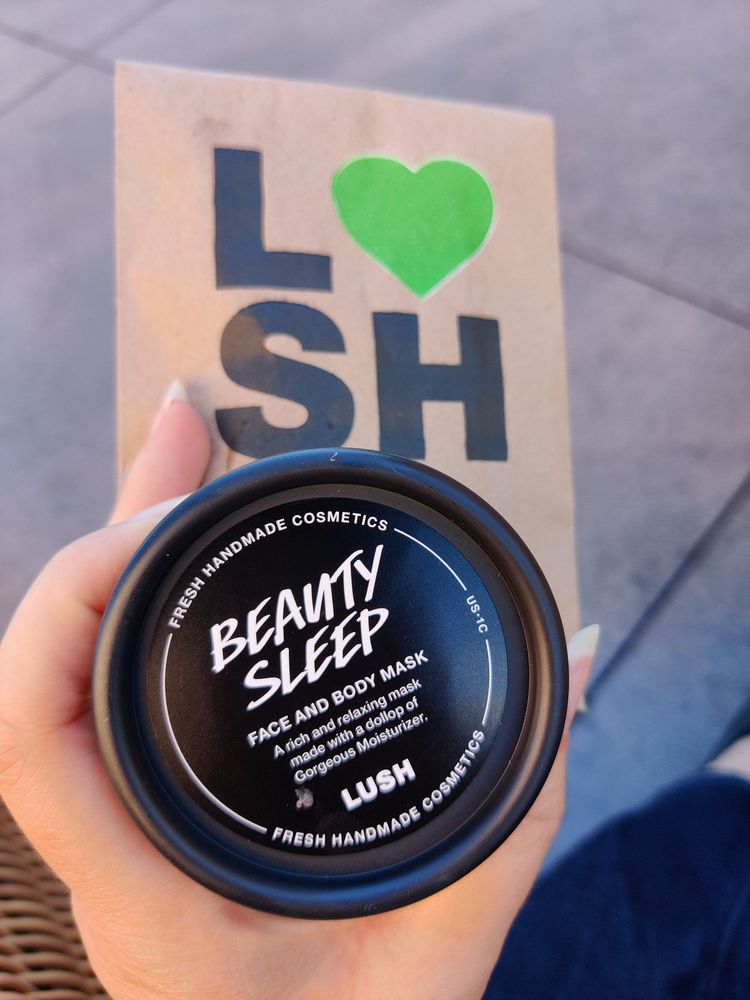 L
SH
FRESH HANDMADE COSMETICS
US-1C
BEAUTY
SLEEP
FACE AND BODY MASK
A rich and relaxing mask
made with a dollop of
Gorgeous Moisturizer.
LUSH
FRESH HANDMADE COSMETICS